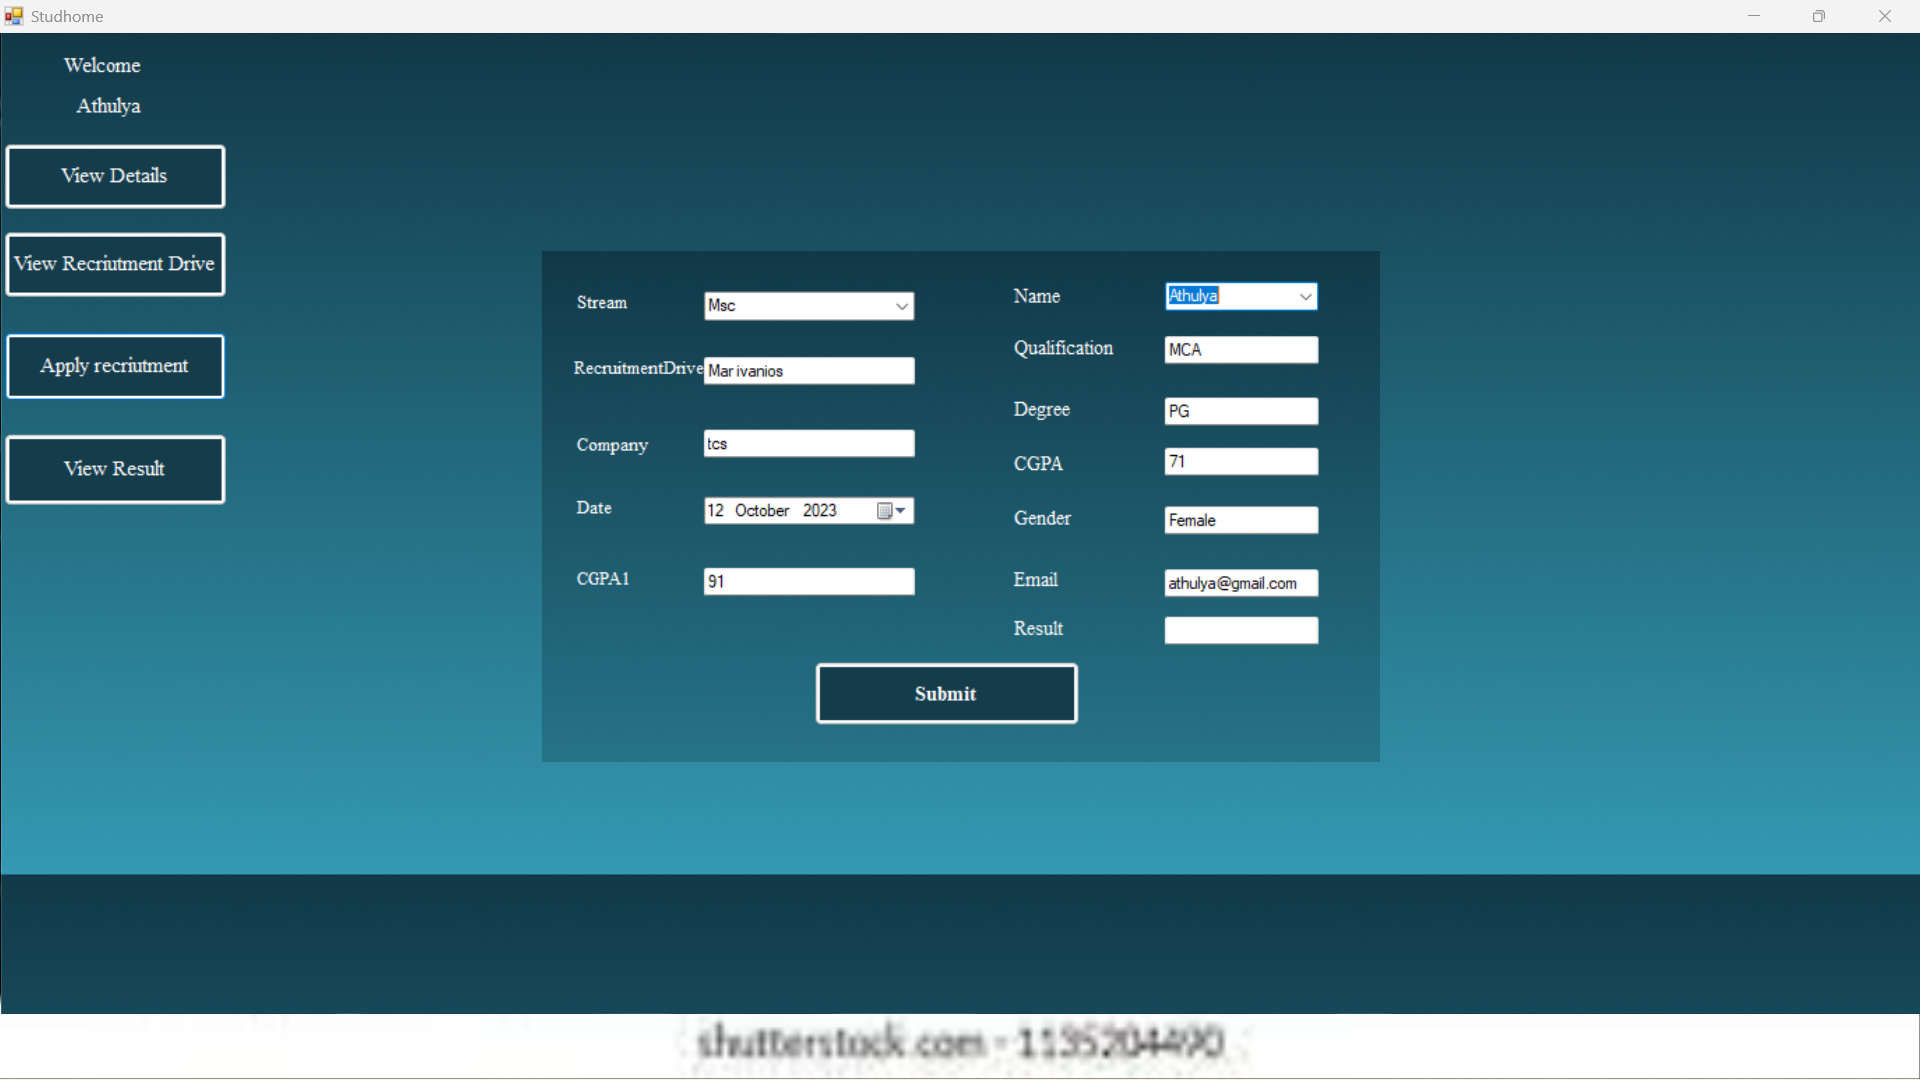 Studhome
Welcome
Athulya
View Details
View Recriutment Drive
Apply recriutment
View Result
Stream
Msc
RecruitmentDrive
Mar ivanios
Company
tcs
Date
12 October 2023
CGPA1
91
Name
Athulya
Qualification
MCA
Degree
PG
CGPA
71
Gender
Female
Email
athulya@gmail.com
Result
Submit
shutterstock.com · 1135204490